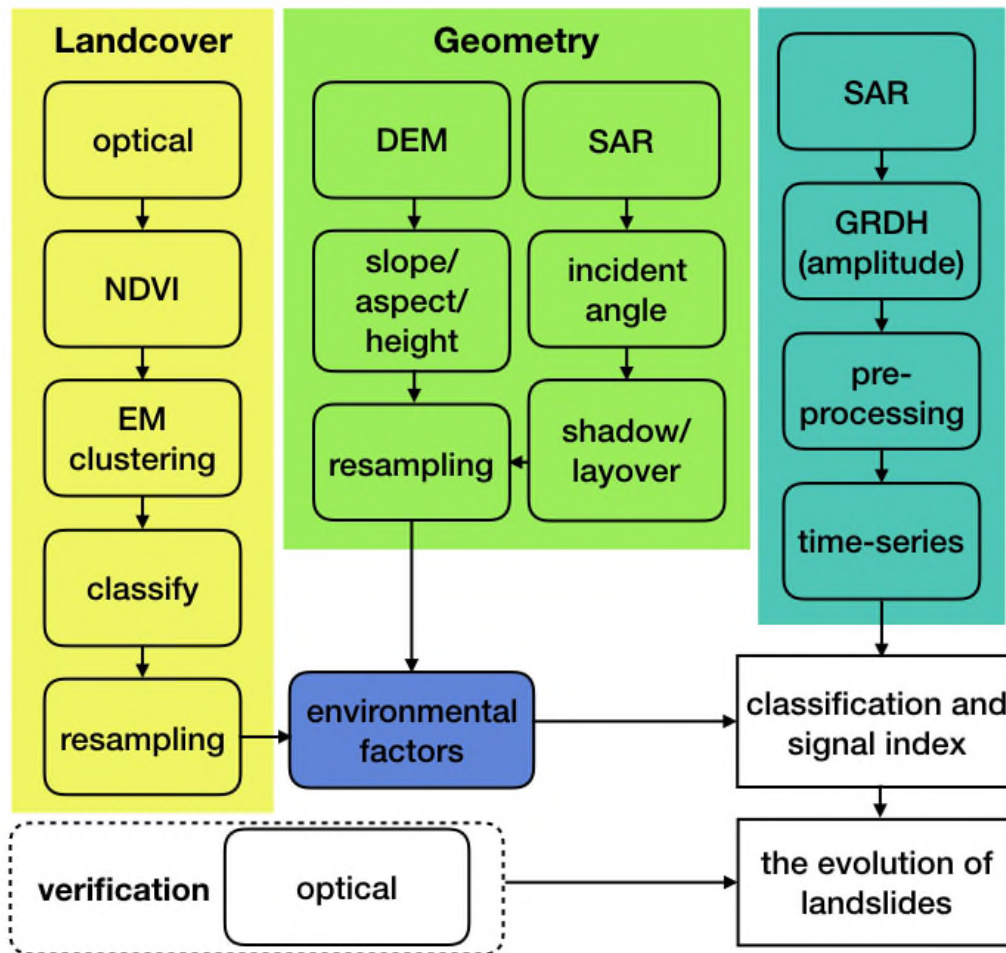 Landcover
optical
NDVI
EM
clustering
classify
resampling
Geometry
DEM
slope/
aspect/
height
resampling
SAR
incident
angle
shadow/
layover
SAR
GRDH
(amplitude)
pre-
processing
time-series
environmental
factors
classification and
signal index
verification
optical
the evolution of
landslides